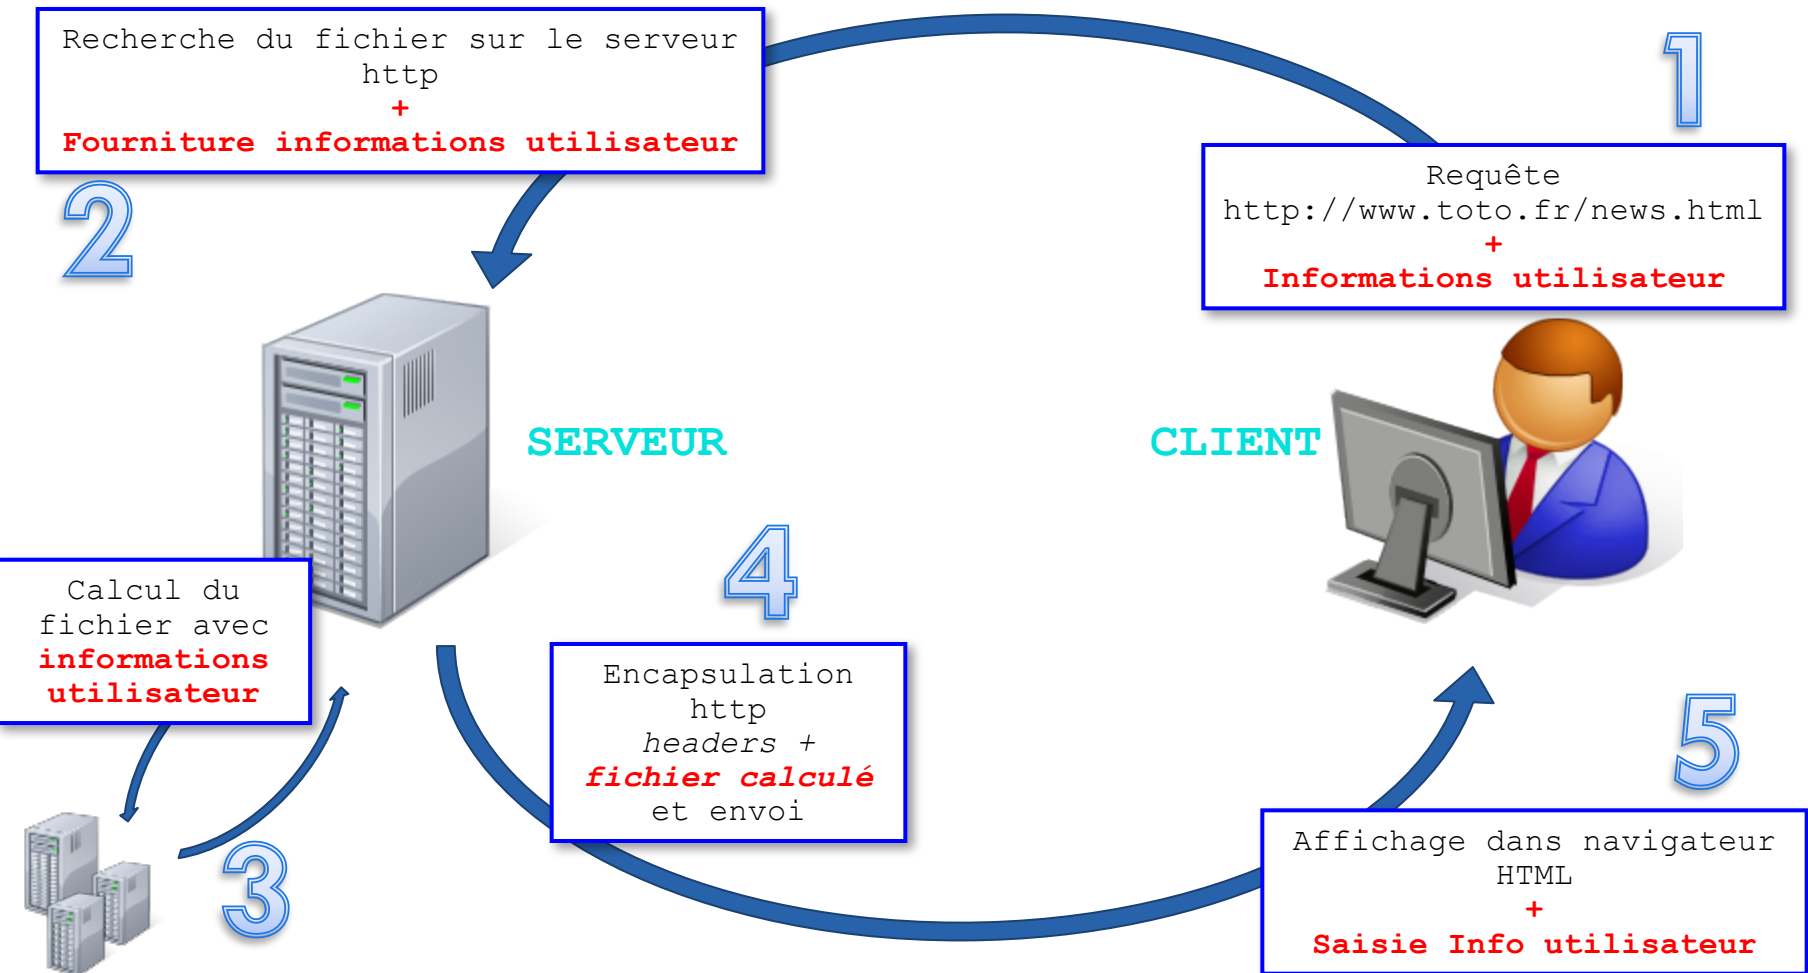 1
Requête
http://www.toto.fr/news.html
+
Informations utilisateur
Recherche du fichier sur le serveur
http
+
Fourniture informations utilisateur
2
SERVEUR
CLIENT
Calcul du
fichier avec
informations
utilisateur
3
4
Encapsulation
http
headers +
fichier calculé
et envoi
5
Affichage dans navigateur
HTML
+
Saisie Info utilisateur